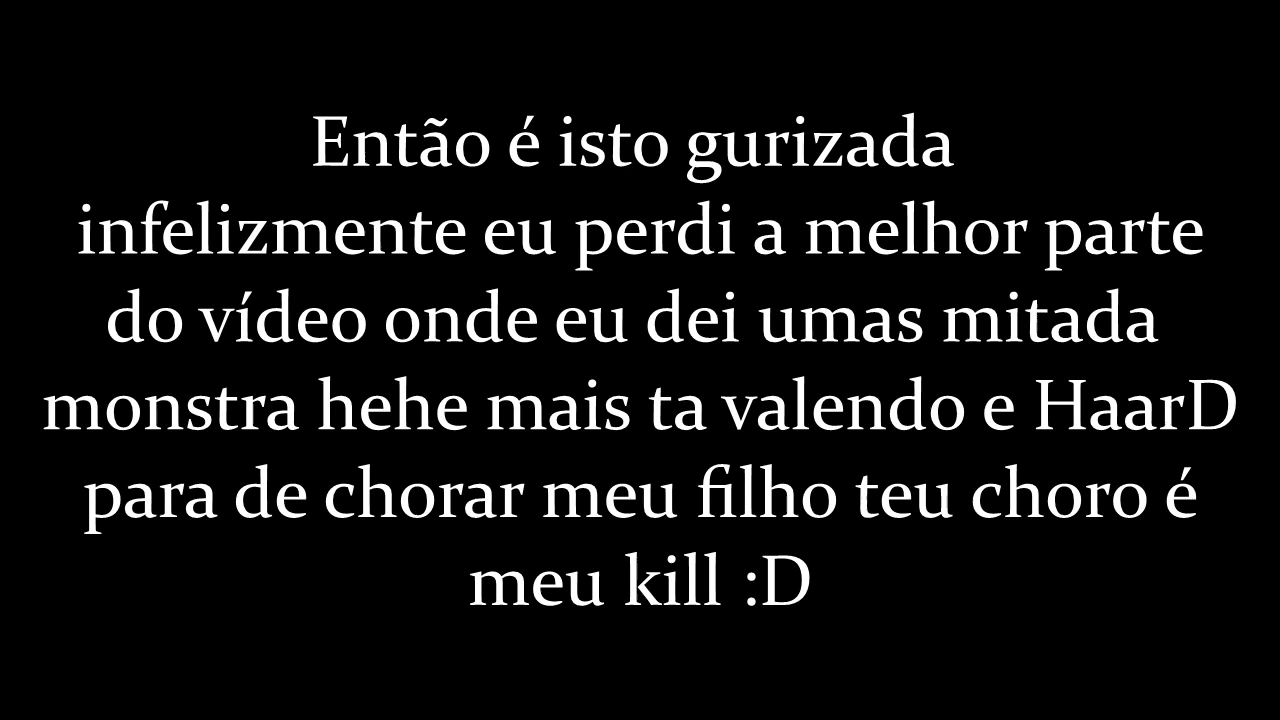 Então é isto gurizada
infelizmente eu perdi a melhor parte
do vídeo onde eu dei umas mitada
monstra hehe mais ta valendo e HaarD
para de chorar meu filho teu choro é
meu kill :D